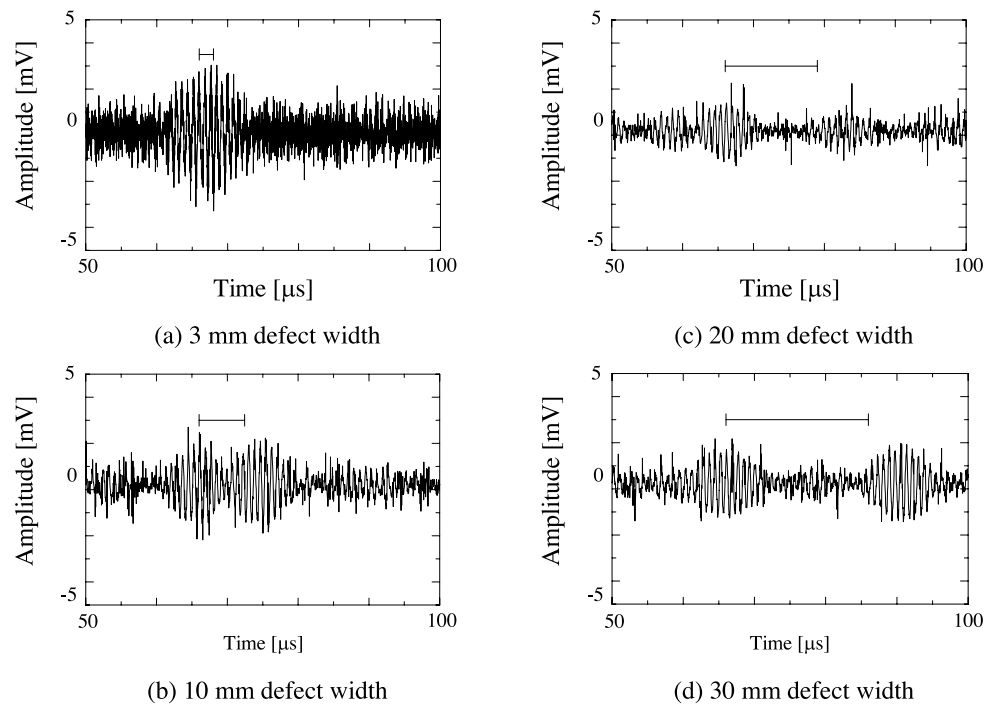 5
0
-5
Amplitude [mV]
50
100
Time [μs]
(a) 3 mm defect width
5
0
-5
Amplitude [mV]
50
100
Time [μs]
(c) 20 mm defect width
5
0
-5
Amplitude [mV]
50
100
Time [μs]
(b) 10 mm defect width
5
0
-5
Amplitude [mV]
50
100
Time [μs]
(d) 30 mm defect width